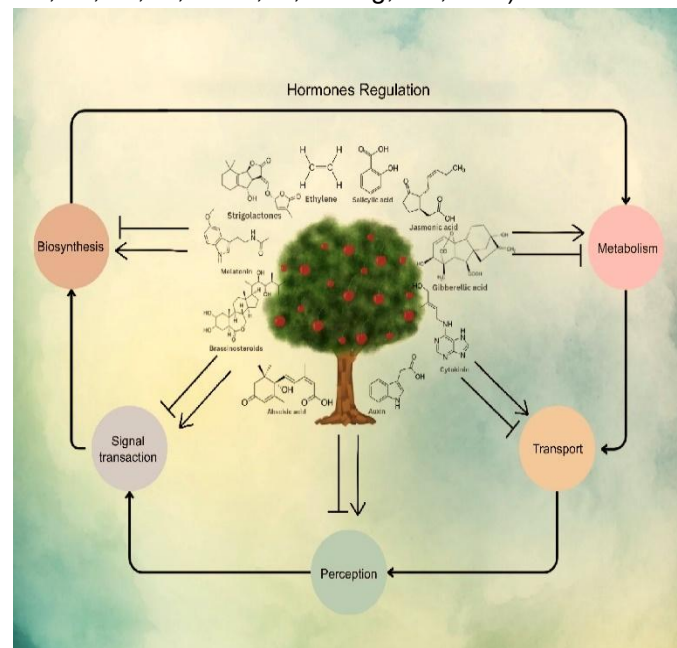 Hormones Regulation
Strigolactones
Ethylene
Salicylic acid
Jasmonic acid
Biosynthesis
Metabolism
Melatonin
Gibberellic acid
Brassinosteroids
Cytokinin
Absisic acid
Auxin
Signal
transaction
Transport
Perception